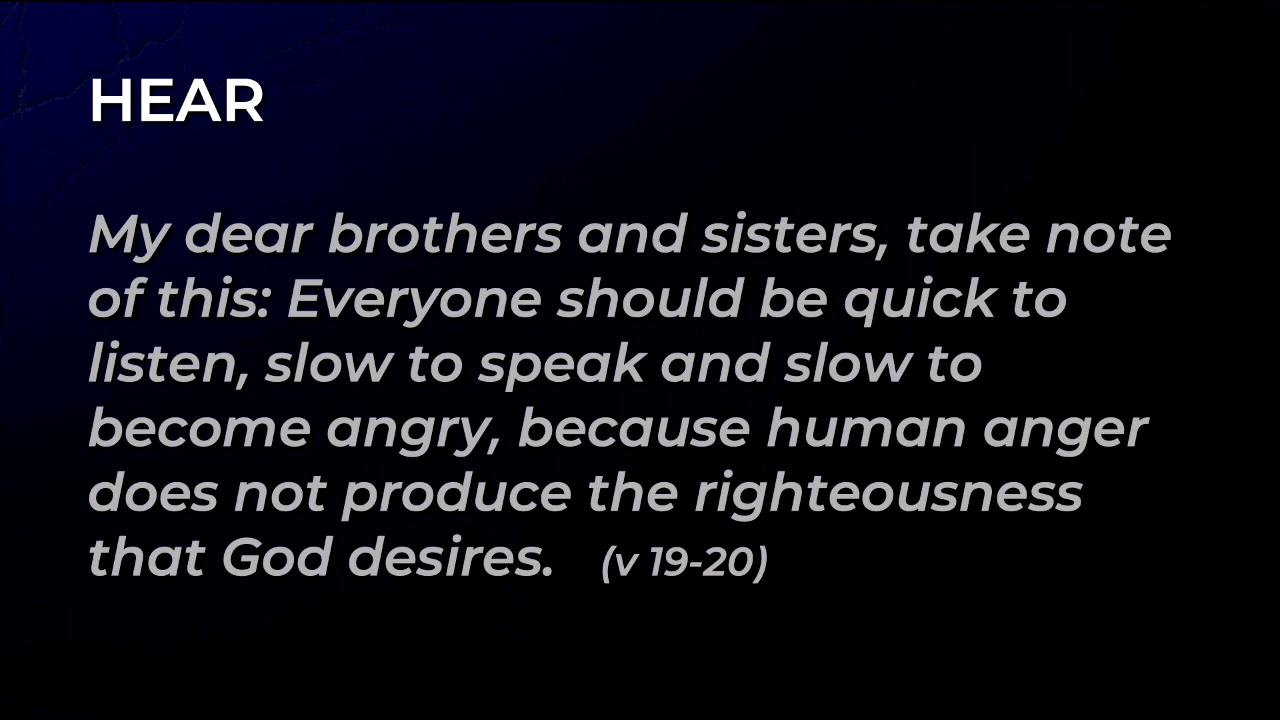 HEAR
My dear brothers and sisters, take note
of this: Everyone should be quick to
listen, slow to speak and slow to
become angry, because human anger
does not produce the righteousness
that God desires. (v 19-20)